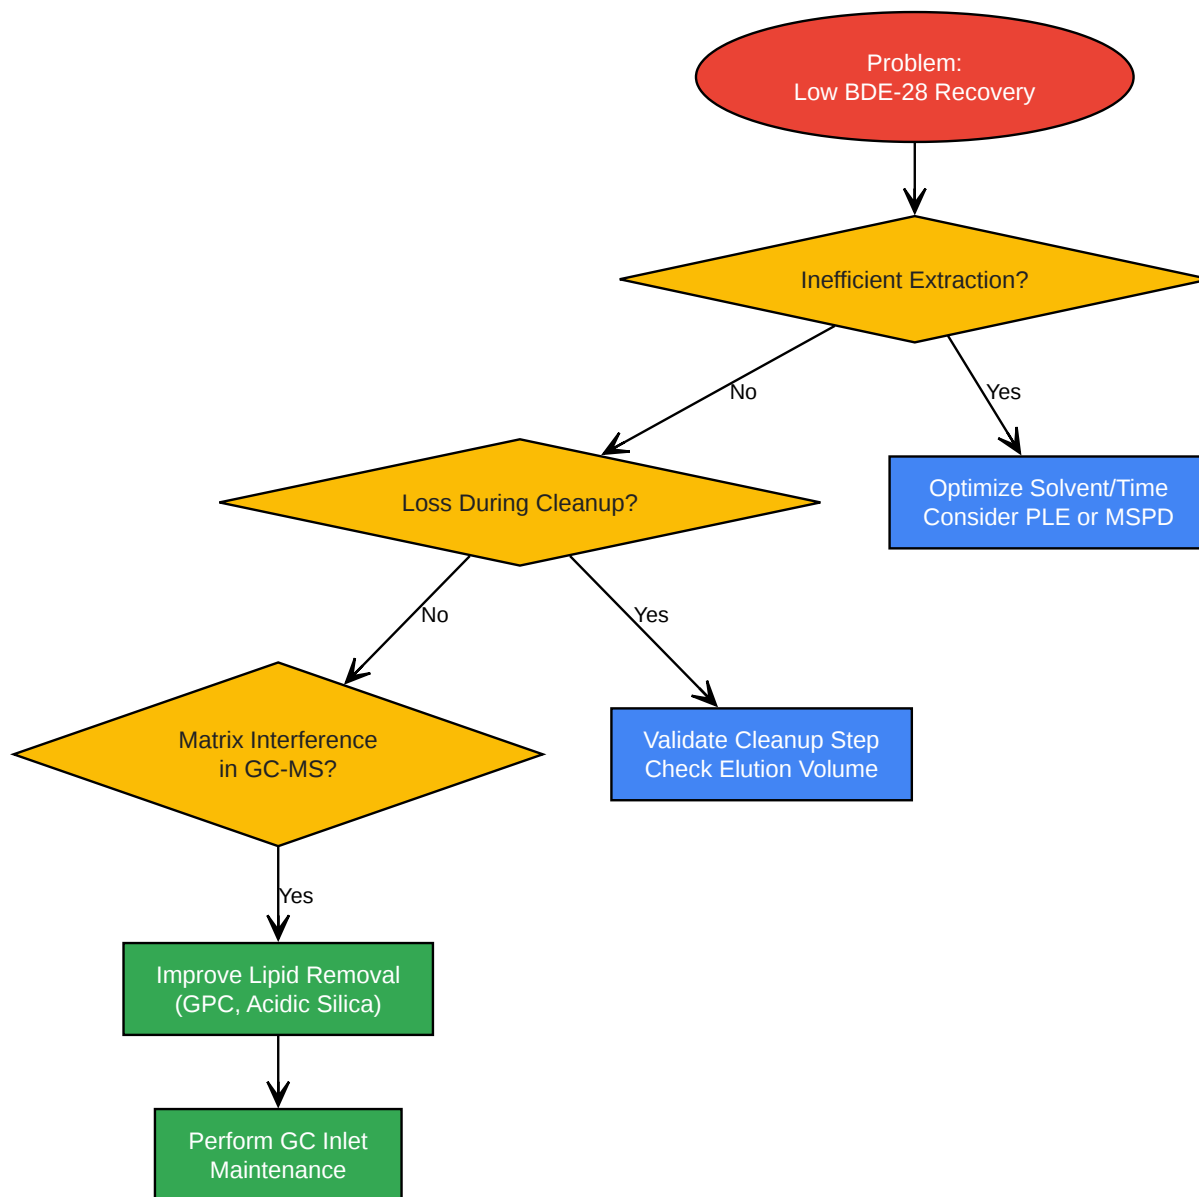 Problem:
Low BDE-28 Recovery
Inefficient Extraction?
No
Yes
Loss During Cleanup?
Optimize Solvent/Time
Consider PLE or MSPD
No
Yes
Matrix Interference
in GC-MS?
Validate Cleanup Step
Check Elution Volume
Yes
Improve Lipid Removal
(GPC, Acidic Silica)
Perform GC Inlet
Maintenance